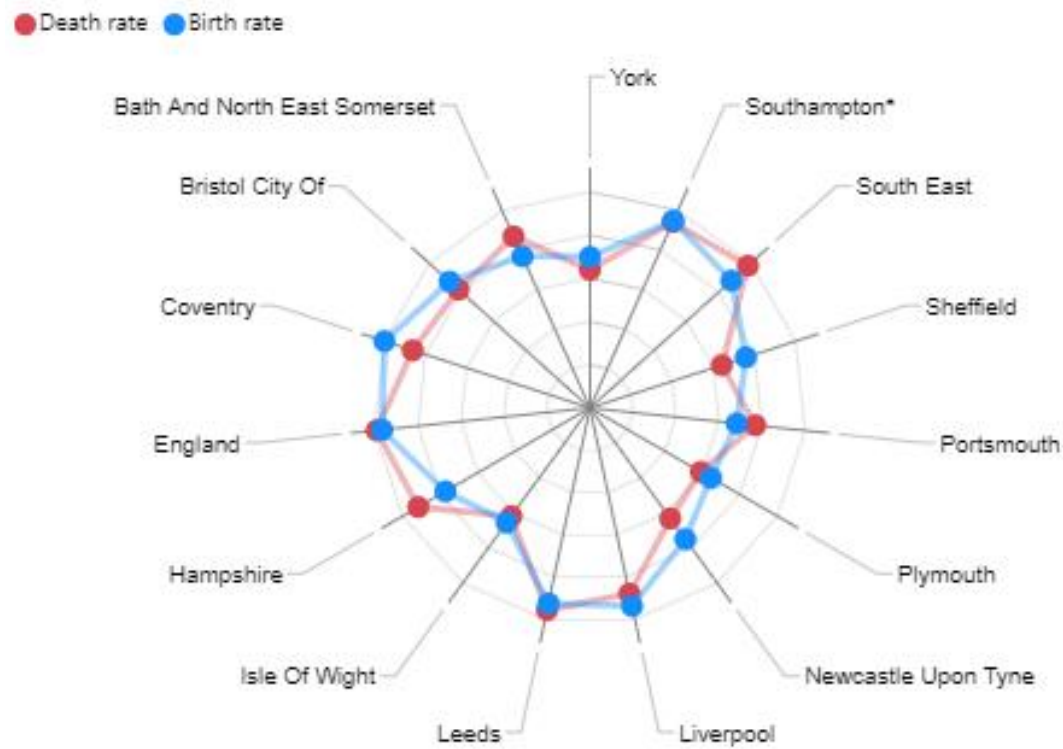 Death rate Birth rate
York
Bath And North East Somerset
Southampton*
Bristol City Of
South East
Coventry
Sheffield
England
Portsmouth
Hampshire
Plymouth
Isle Of Wight
Newcastle Upon Tyne
Leeds
Liverpool